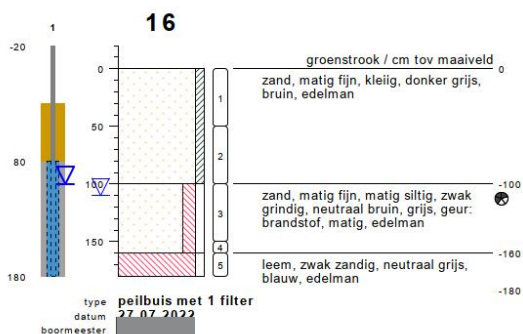 16
1
-20
80
180
0
50
100
150
1
2
3
4
5
groenstrook / cm tov maaiveld
0
zand, matig fijn, kleiig, donker grijs,
bruin, edelman
-100
zand, matig fijn, matig siltig, zwak
grindig, neutraal bruin, grijs, geur:
brandstof, matig, edelman
-160
leem, zwak zandig, neutraal grijs,
blauw, edelman
-180
type peilbuis met 1 filter
datum 27.07.2022
boormeester